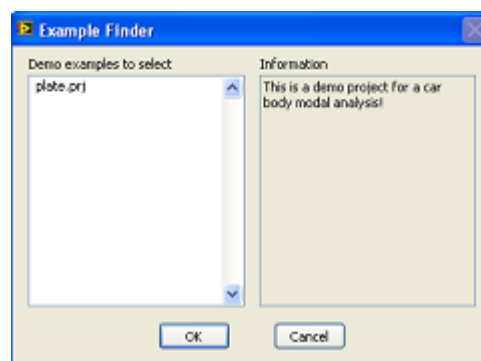 Example Finder
Demo examples to select
Information
plate.prj
This is a demo project for a car
body modal analysis!
OK
Cancel